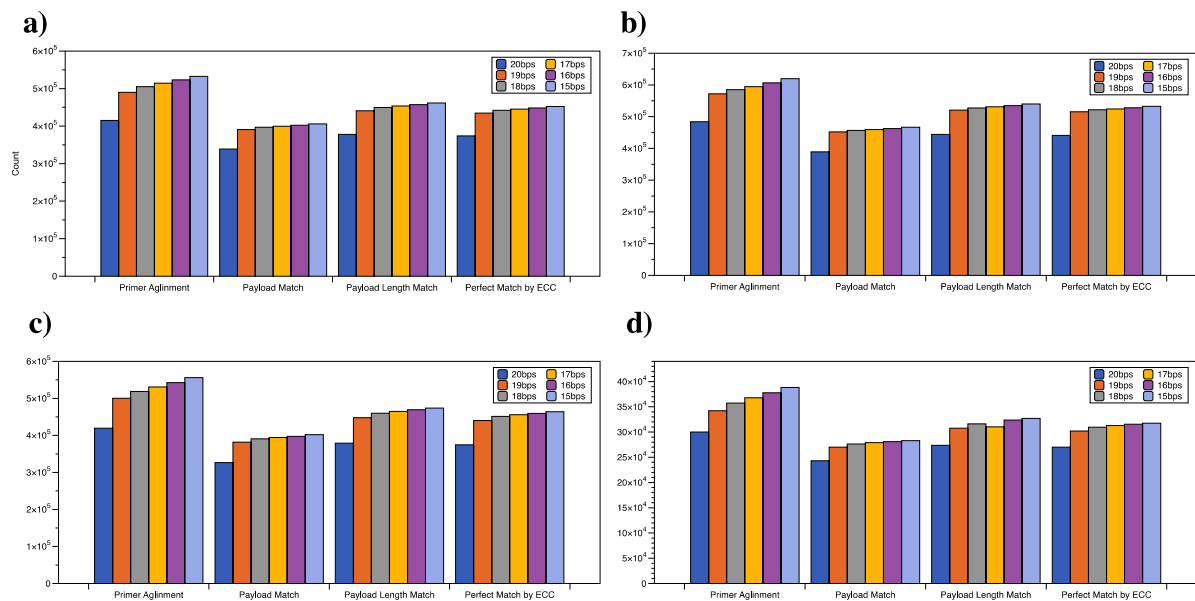 a)
6×10⁵
5×10⁵
4×10⁵
3×10⁵
2×10⁵
1×10⁵
0
Count
20bps 17bps
19bps 16bps
18bps 15bps
Primer Aglinment Payload Match Payload Length Match Perfect Match by ECC
b)
7×10⁵
6×10⁵
5×10⁵
4×10⁵
3×10⁵
2×10⁵
1×10⁵
0
20bps 17bps
19bps 16bps
18bps 15bps
Primer Aglinment Payload Match Payload Length Match Perfect Match by ECC
c)
6×10⁵
5×10⁵
4×10⁵
3×10⁵
2×10⁵
1×10⁵
0
20bps 17bps
19bps 16bps
18bps 15bps
Primer Aglinment Payload Match Payload Length Match Perfect Match by ECC
d)
40×10⁴
35×10⁴
30×10⁴
25×10⁴
20×10⁴
15×10⁴
10×10⁴
50×10⁴
0
20bps 17bps
19bps 16bps
18bps 15bps
Primer Aglinment Payload Match Payload Length Match Perfect Match by ECC